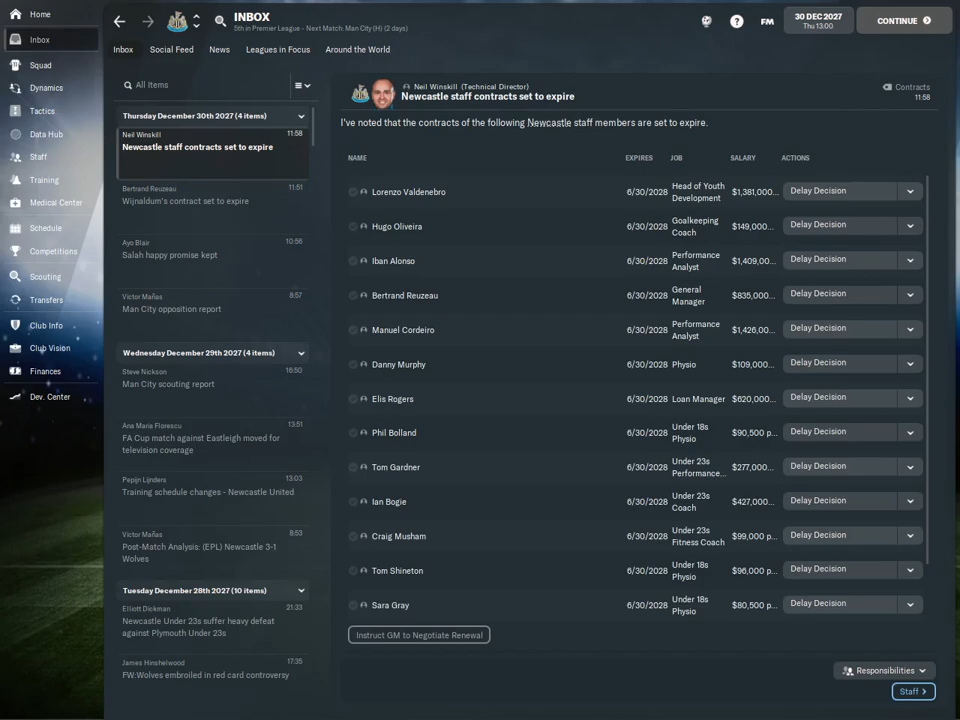 Home
INBOX
5th in Premier League - Next Match: Man City (H) (2 days)
FM
30 DEC 2027
Thu 13:00
CONTINUE
Inbox
Inbox
Social Feed
News
Leagues in Focus
Around the World
Squad
Dynamics
Tactics
Data Hub
Staff
Training
Medical Center
Schedule
Competitions
Scouting
Transfers
Club Info
Club Vision
Finances
Dev. Center
All Items
Thursday December 30th 2027 (4 items)
Neil Winskill
11:58
Newcastle staff contracts set to expire
Bertrand Reuzeau
11:51
Wijnaldum's contract set to expire
Ayo Blair
10:56
Salah happy promise kept
Victor Mañas
8:57
Man City opposition report
Wednesday December 29th 2027 (4 items)
Steve Nickson
16:50
Man City scouting report
Ana Maria Florescu
13:51
FA Cup match against Eastleigh moved for
television coverage
Pepijn Lijnders
13:03
Training schedule changes - Newcastle United
Victor Mañas
8:53
Post-Match Analysis: (EPL) Newcastle 3-1
Wolves
Tuesday December 28th 2027 (10 items)
Elliott Dickman
21:33
Newcastle Under 23s suffer heavy defeat
against Plymouth Under 23s
James Hinshelwood
17:35
FW:Wolves embroiled in red card controversy
Neil Winskill (Technical Director)
Newcastle staff contracts set to expire
Contracts
11:58
I've noted that the contracts of the following Newcastle staff members are set to expire.
NAME EXPIRES JOB SALARY ACTIONS
Lorenzo Valdenebro 6/30/2028 Head of Youth Development $1,381,000... Delay Decision
Hugo Oliveira 6/30/2028 Goalkeeping Coach $149,000... Delay Decision
Iban Alonso 6/30/2028 Performance Analyst $1,409,00... Delay Decision
Bertrand Reuzeau 6/30/2028 General Manager $835,000... Delay Decision
Manuel Cordeiro 6/30/2028 Performance Analyst $1,426,00... Delay Decision
Danny Murphy 6/30/2028 Physio $109,000... Delay Decision
Elis Rogers 6/30/2028 Loan Manager $620,000... Delay Decision
Phil Bolland 6/30/2028 Under 18s Physio $90,500 p... Delay Decision
Tom Gardner 6/30/2028 Under 23s Performance... $277,000... Delay Decision
Ian Bogie 6/30/2028 Under 23s Coach $427,000... Delay Decision
Craig Musham 6/30/2028 Under 23s Fitness Coach $99,000 p... Delay Decision
Tom Shineton 6/30/2028 Under 18s Physio $96,000 p... Delay Decision
Sara Gray 6/30/2028 Under 18s Physio $80,500 p... Delay Decision
Instruct GM to Negotiate Renewal
Responsibilities
Staff